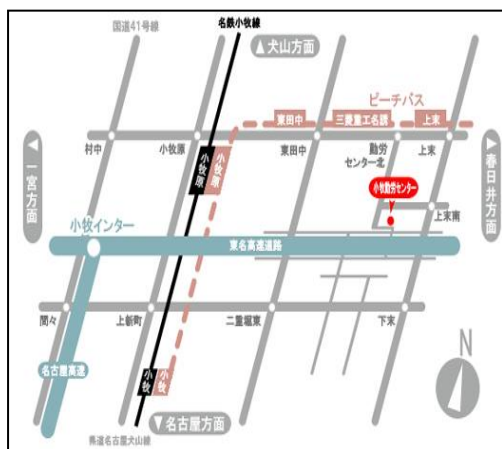 国道41号線
名鉄小牧線
▲犬山方面
ピーチバス
東田中
三菱重工名誘
上末
村中
小牧原
東田中
勤労
センター北
上末
小牧原
小牧原
◀一宮方面
春日井方面▶
小牧勤労センター
上末南
小牧インター
東名高速道路
間々
上新町
二重堀東
下末
名古屋高速
小牧
小牧
▼名古屋方面
県道名古屋犬山線
N